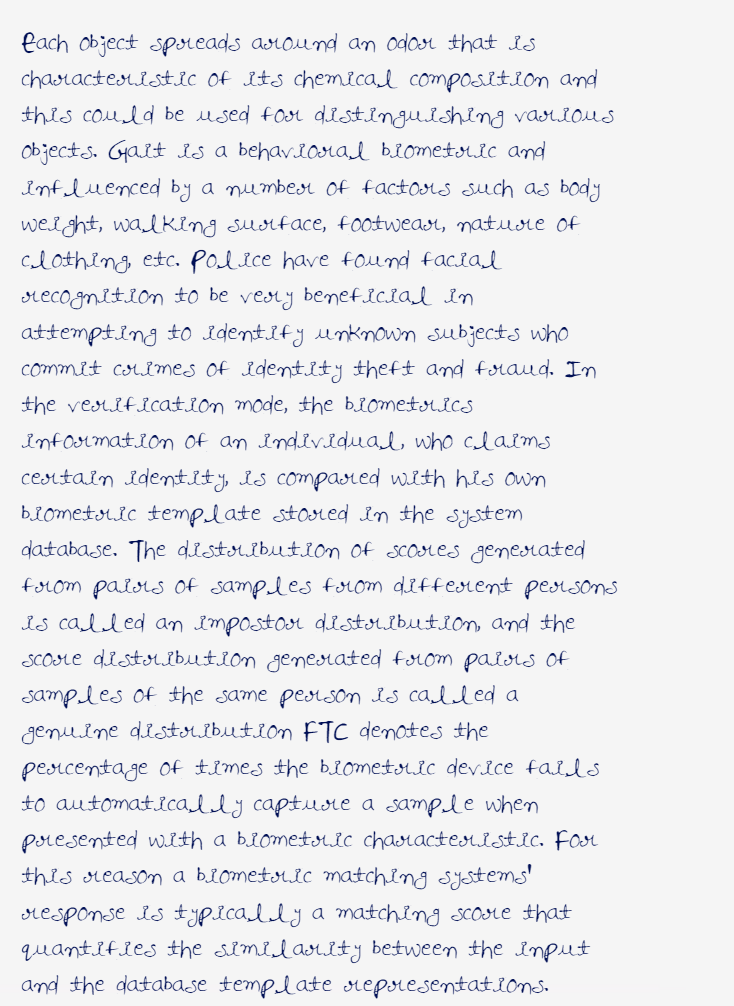 Each object spreads around an odor that is
characteristic of its chemical composition and
this could be used for distinguishing various
objects. Gait is a behavioral biometric and
influenced by a number of factors such as body
weight, walking surface, footwear, nature of
clothing, etc. Police have found facial
recognition to be very beneficial in
attempting to identify unknown subjects who
commit crimes of identity theft and fraud. In
the verification mode, the biometrics
information of an individual, who claims
certain identity, is compared with his own
biometric template stored in the system
database. The distribution of scores generated
from pairs of samples from different persons
is called an impostor distribution, and the
score distribution generated from pairs of
samples of the same person is called a
genuine distribution FTC denotes the
percentage of times the biometric device fails
to automatically capture a sample when
presented with a biometric characteristic. For
this reason a biometric matching systems'
response is typically a matching score that
quantifies the similarity between the input
and the database template representations.